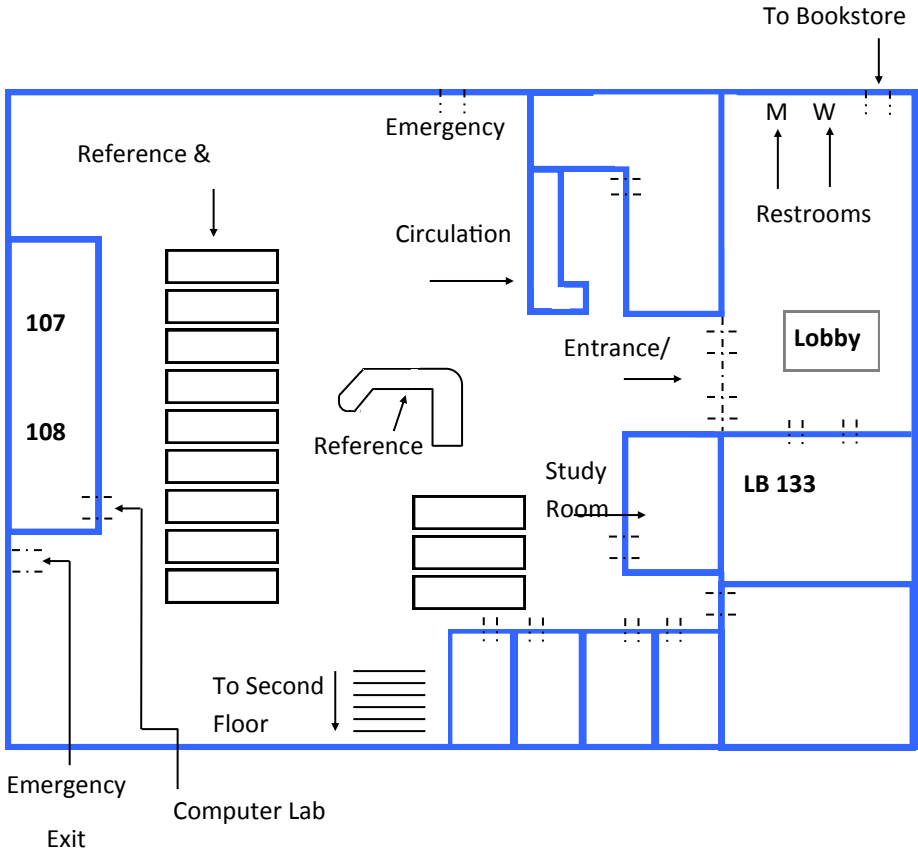 To Bookstore
M W
Emergency
Reference &
Restrooms
Circulation
107
Lobby
Entrance/
108
Reference
Study
Room
LB 133
To Second
Floor
Emergency
Exit
Computer Lab